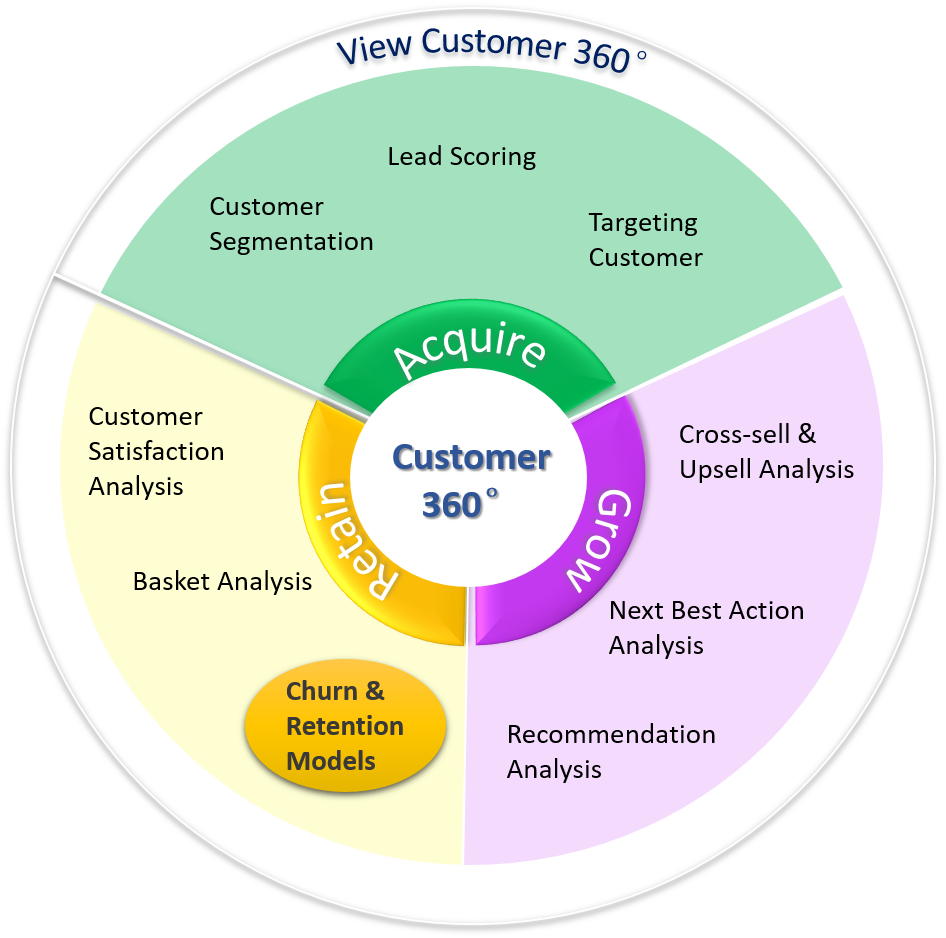 View Customer 360°
Lead Scoring
Customer
Segmentation
Targeting
Customer
Acquire
Customer
360°
Retain
Grow
Customer
Satisfaction
Analysis
Basket Analysis
Churn &
Retention
Models
Cross-sell &
Upsell Analysis
Next Best Action
Analysis
Recommendation
Analysis